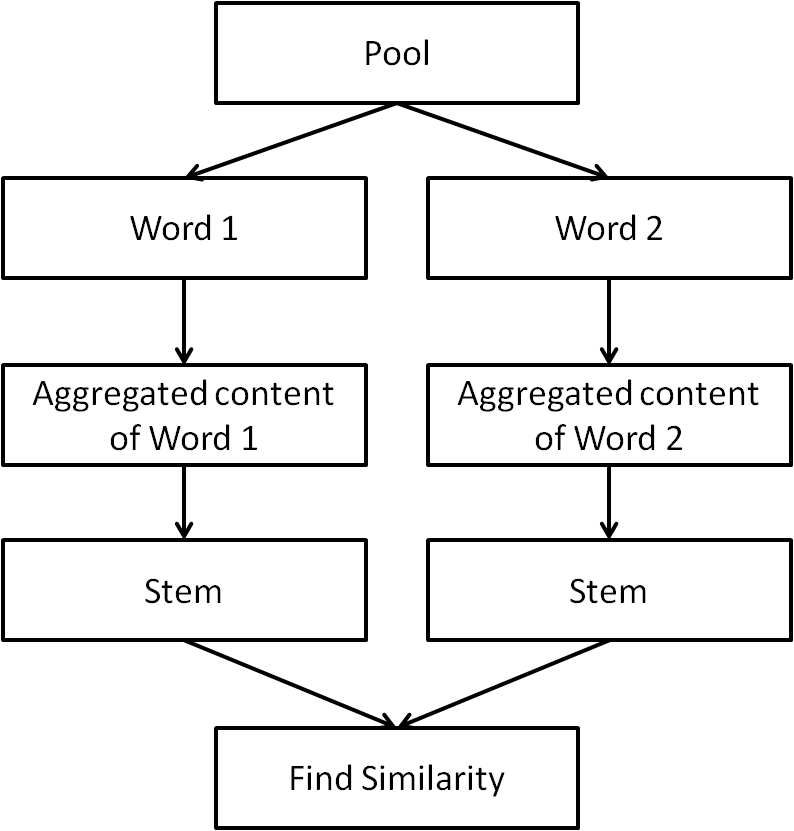 Pool
Word 1
Word 2
Aggregated content
of Word 1
Aggregated content
of Word 2
Stem
Stem
Find Similarity